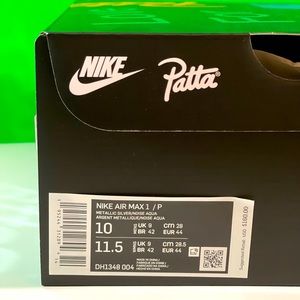 NIKE
Patta
NIKE AIR MAX 1 / P
METALLIC SILVER/NOISE AQUA
ARGENT METALLIQUE/NOISE AQUA
10 UK 9 cm 28
BR 42 EUR 44
11.5 UK 9 cm 28.5
BR 42 EUR 44
DH1348 004
$160.00